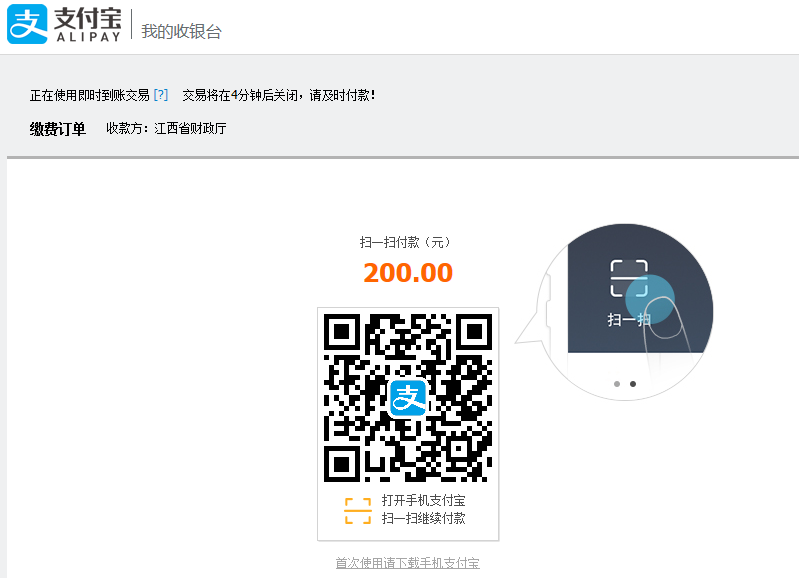 支付宝
ALIPAY
我的收银台
正在使用即时到账交易 [?] 交易将在4分钟后关闭，请及时付款！
缴费订单 收款方：江西省财政厅
扫一扫付款（元）
200.00
扫一扫
支
打开手机支付宝
扫一扫继续付款
首次使用请下载手机支付宝